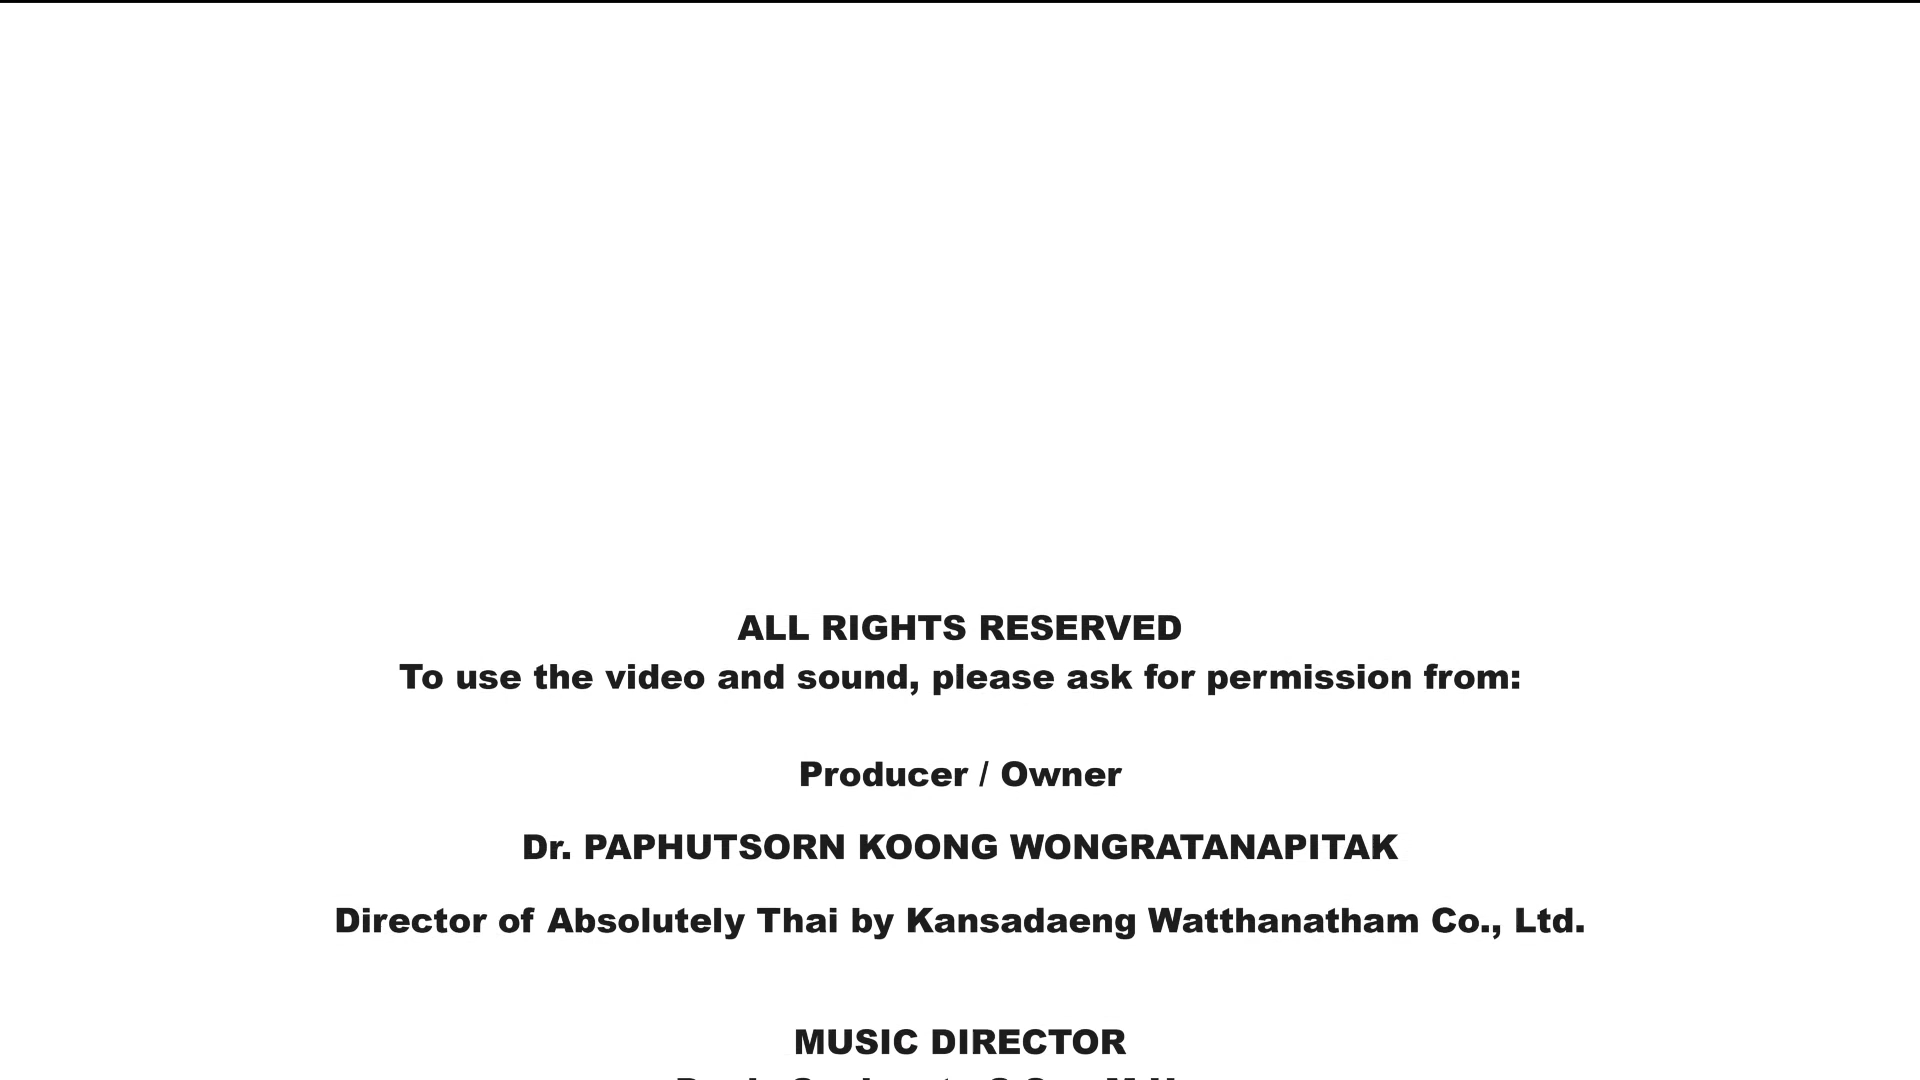 ALL RIGHTS RESERVED
To use the video and sound, please ask for permission from:
Producer / Owner
Dr. PAPHUTSORN KOONG WONGRATANAPITAK
Director of Absolutely Thai by Kansadaeng Watthanatham Co., Ltd.
MUSIC DIRECTOR